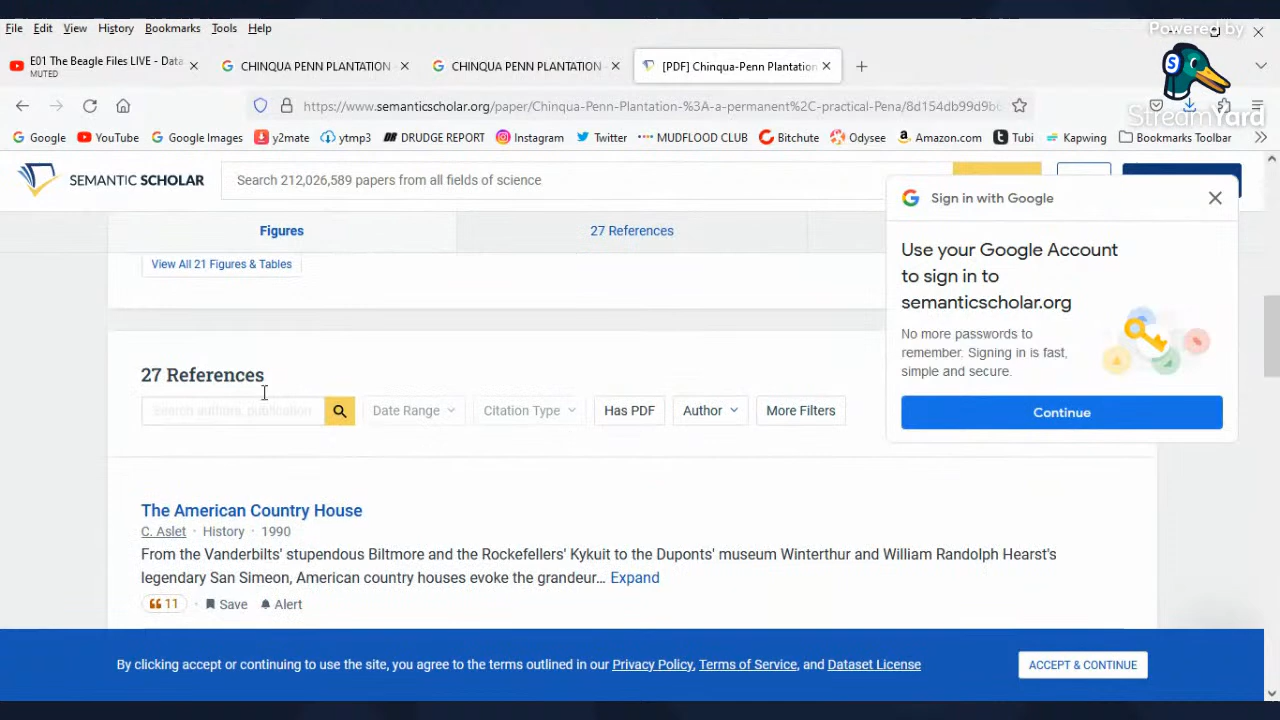 Powered by
StreamYard
File Edit View History Bookmarks Tools Help
E01 The Beagle Files LIVE - Data
MUTED
CHINQUA PENN PLANTATION -
CHINQUA PENN PLANTATION -
[PDF] Chinqua-Penn Plantation
https://www.semanticscholar.org/paper/Chinqua-Penn-Plantation-%3A-a-permanent%2C-practical-Pena/8d154db99d9b
Google YouTube Google Images y2mate ytmp3 DRUDGE REPORT Instagram Twitter MUDFLOOD CLUB Bitchute Odysee Amazon.com Tubi Kapwing Bookmarks Toolbar
SEMANTIC SCHOLAR
Search 212,026,589 papers from all fields of science
Sign in with Google
Use your Google Account
to sign in to
semanticscholar.org
No more passwords to
remember. Signing in is fast,
simple and secure.
Continue
Figures
27 References
View All 21 Figures & Tables
27 References
Search authors, publication
Date Range
Citation Type
Has PDF
Author
More Filters
The American Country House
C. Aslet · History · 1990
From the Vanderbilts' stupendous Biltmore and the Rockefellers' Kykuit to the Duponts' museum Winterthur and William Randolph Hearst's
legendary San Simeon, American country houses evoke the grandeur... Expand
11 · Save Alert
By clicking accept or continuing to use the site, you agree to the terms outlined in our Privacy Policy, Terms of Service, and Dataset License
ACCEPT & CONTINUE